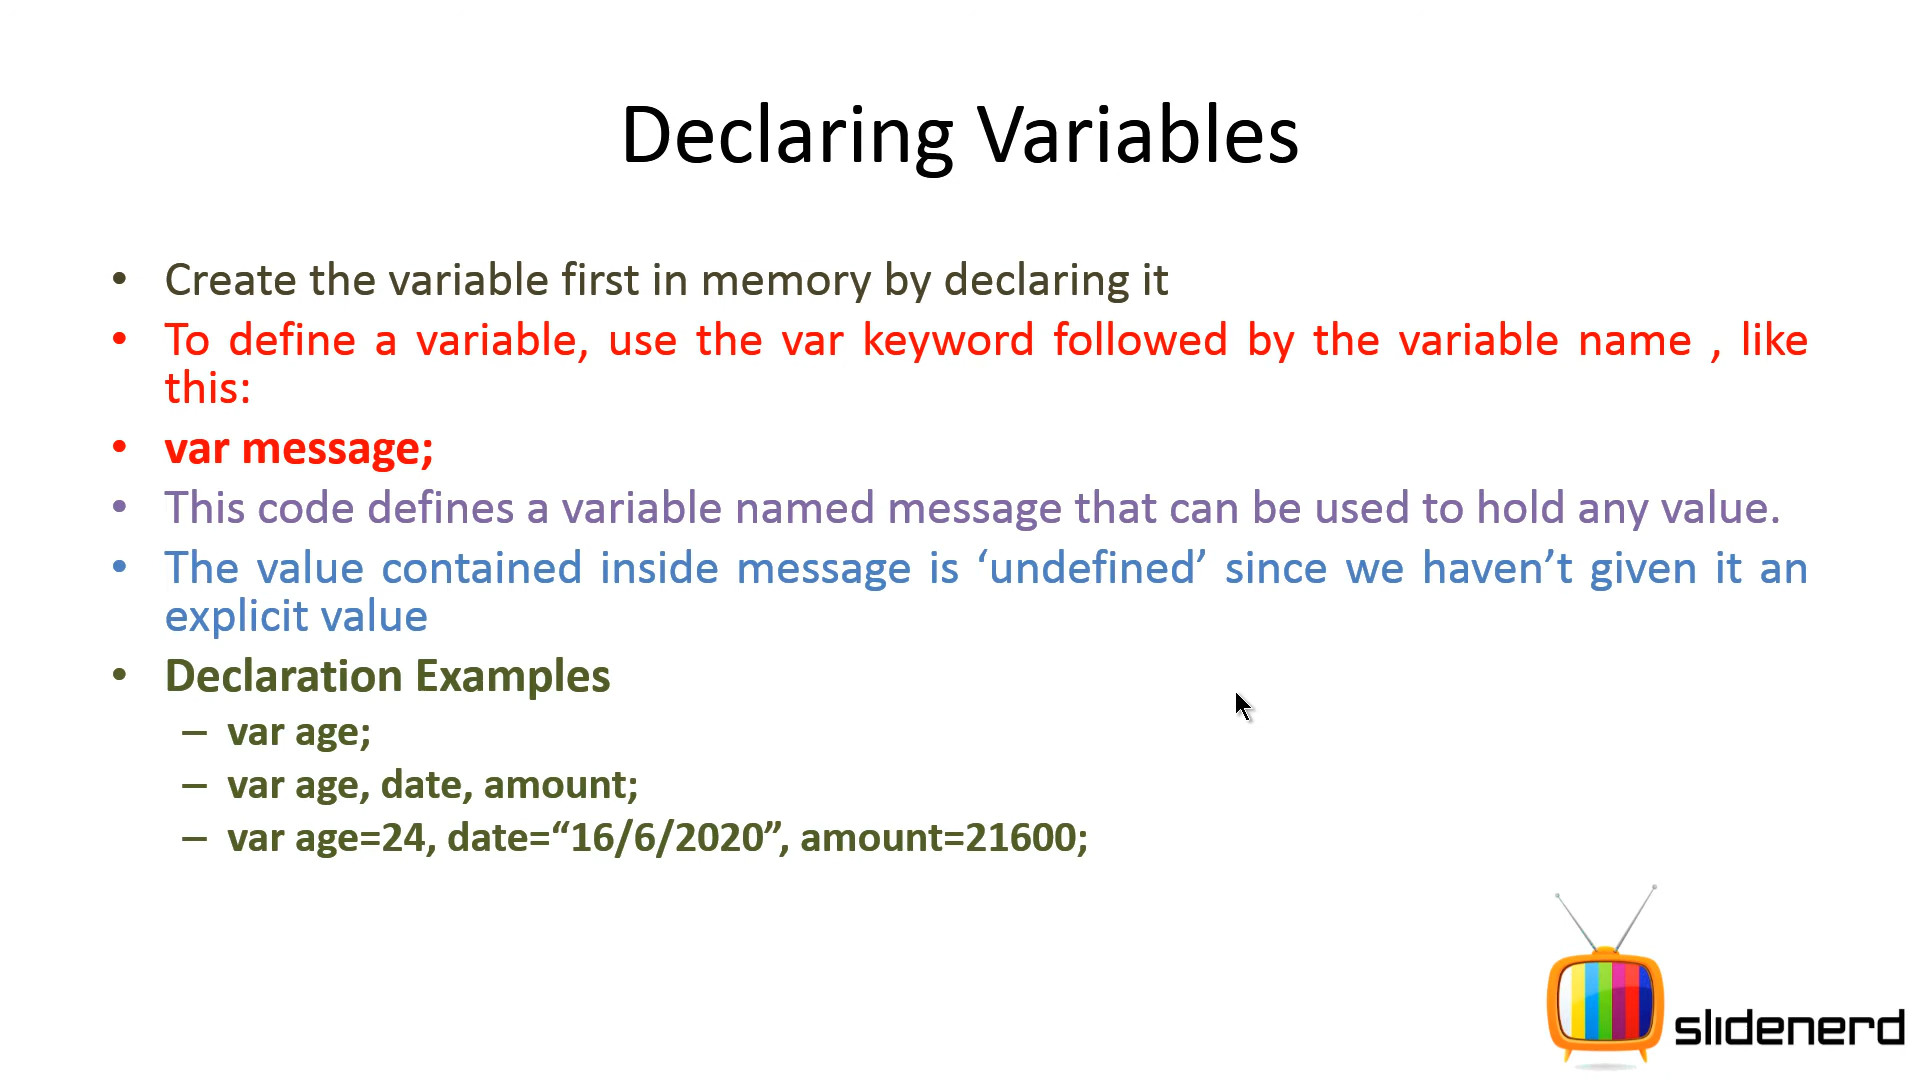 Declaring Variables
• Create the variable first in memory by declaring it
• To define a variable, use the var keyword followed by the variable name , like
this:
• var message;
• This code defines a variable named message that can be used to hold any value.
• The value contained inside message is ‘undefined’ since we haven’t given it an
explicit value
• Declaration Examples
– var age;
– var age, date, amount;
– var age=24, date=“16/6/2020”, amount=21600;
slidenerd